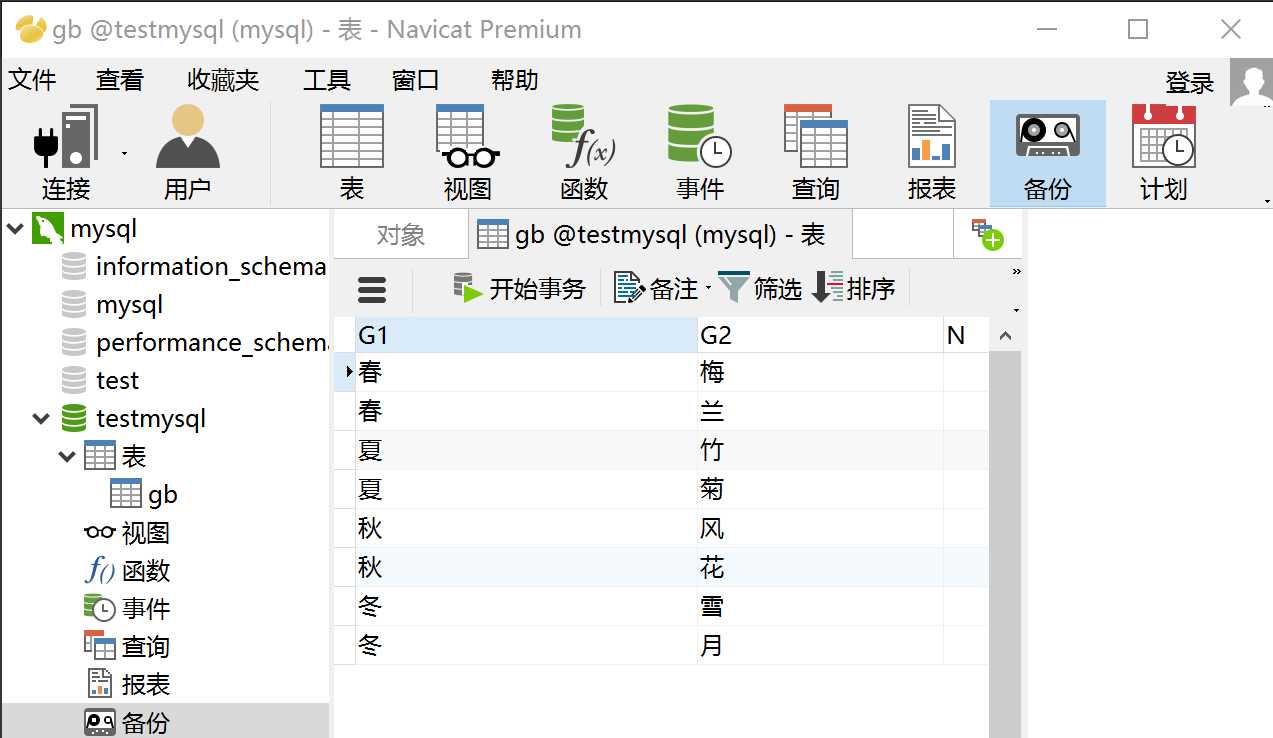 gb @testmysql (mysql) - 表 - Navicat Premium
文件 查看 收藏夹 工具 窗口 帮助 登录
连接 用户 表 视图 函数 事件 查询 报表 备份 计划
mysql
information_schema
mysql
performance_schema
test
testmysql
表
gb
视图
函数
事件
查询
报表
备份
对象 gb @testmysql (mysql) - 表
开始事务 备注 筛选 排序
G1 G2 N
春 梅
春 兰
夏 竹
夏 菊
秋 风
秋 花
冬 雪
冬 月